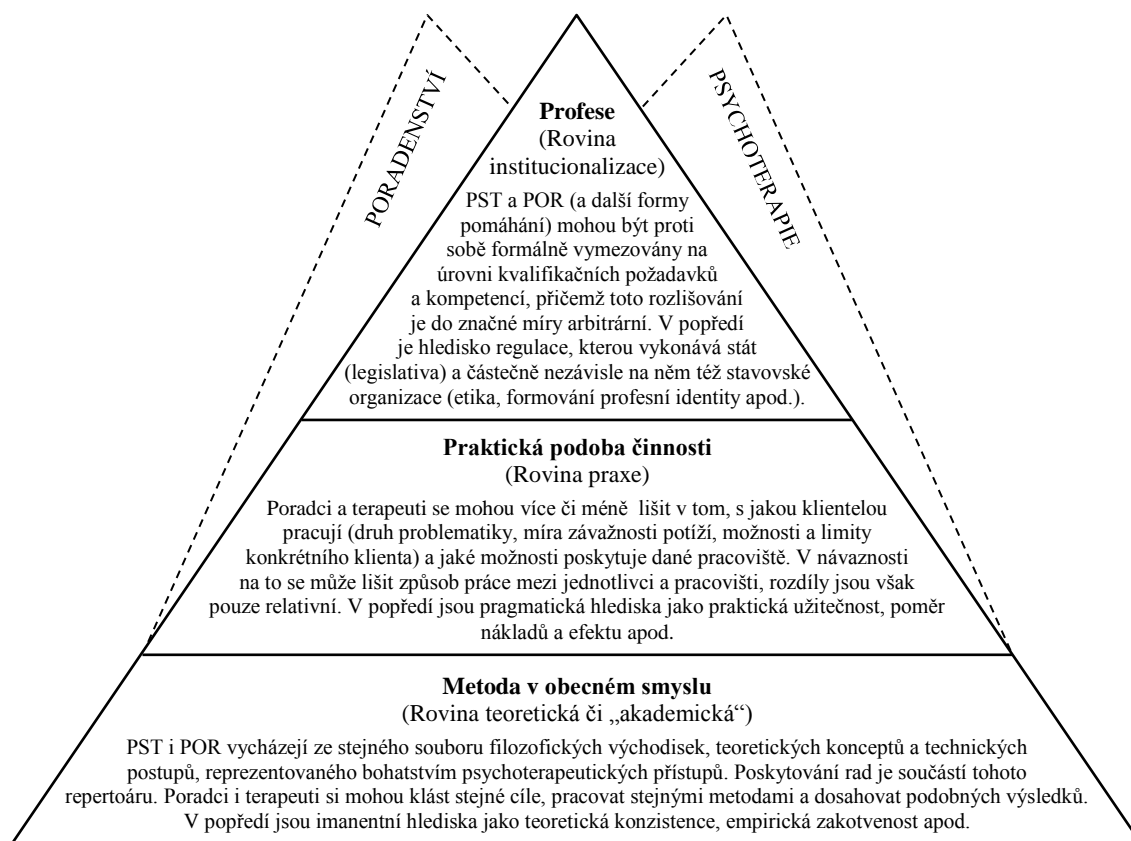 PORADENSTVÍ
PSYCHOTERAPIE
Profese
(Rovina
institucionalizace)
PST a POR (a další formy
pomáhání) mohou být proti
sobě formálně vymezovány na
úrovni kvalifikačních požadavků
a kompetencí, přičemž toto rozlišování
je do značné míry arbitrární. V popředí
je hledisko regulace, kterou vykonává stát
(legislativa) a částečně nezávisle na něm též stavovské
organizace (etika, formování profesní identity apod.).
Praktická podoba činnosti
(Rovina praxe)
Poradci a terapeuti se mohou více či méně lišit v tom, s jakou klientelou
pracují (druh problematiky, míra závažnosti potíží, možnosti a limity
konkrétního klienta) a jaké možnosti poskytuje dané pracoviště. V návaznosti
na to se může lišit způsob práce mezi jednotlivci a pracovišti, rozdíly jsou však
pouze relativní. V popředí jsou pragmatická hlediska jako praktická užitečnost, poměr
nákladů a efektu apod.
Metoda v obecném smyslu
(Rovina teoretická či „akademická“)
PST i POR vycházejí ze stejného souboru filozofických východisek, teoretických konceptů a technických
postupů, reprezentovaného bohatstvím psychoterapeutických přístupů. Poskytování rad je součástí tohoto
repertoáru. Poradci i terapeuti si mohou klást stejné cíle, pracovat stejnými metodami a dosahovat podobných výsledků.
V popředí jsou imanentní hlediska jako teoretická konzistence, empirická zakotvenost apod.